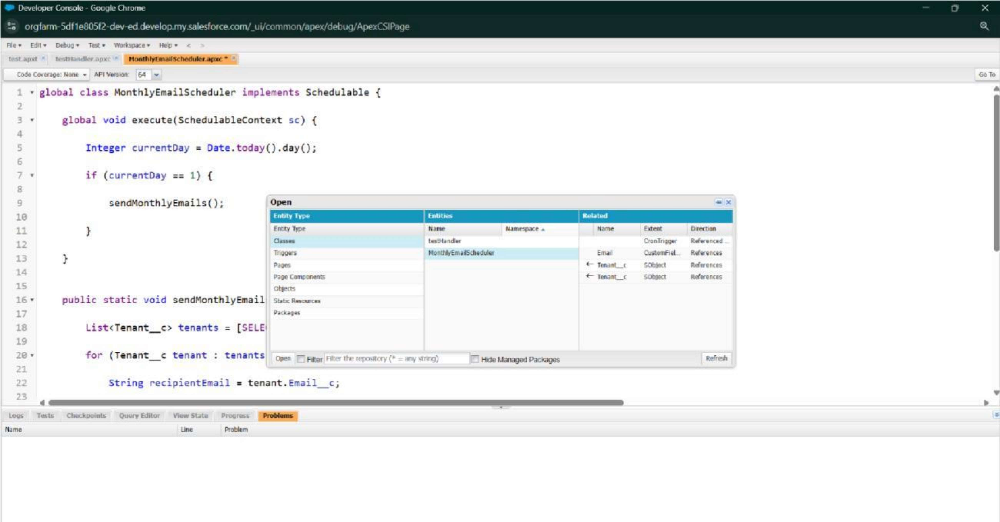 Developer Console - Google Chrome
orgfarm-5df1e805f2-dev-ed.develop.my.salesforce.com/_ui/common/apex/debug/ApexCSIPage
File Edit Debug Test Workspace Help < >
test.apxt testHandler.apxc MonthlyEmailScheduler.apxc *
Code Coverage: None API Version: 64 Go To
1 global class MonthlyEmailScheduler implements Schedulable {
2
3 global void execute(SchedulableContext sc) {
4
5 Integer currentDay = Date.today().day();
6
7 if (currentDay == 1) {
8
9 sendMonthlyEmails();
10
11 }
12
13 }
14
15
16 public static void sendMonthlyEmail
17
18 List<Tenant__c> tenants = [SELE
19
20 for (Tenant__c tenant : tenants
21
22 String recipientEmail = tenant.Email__c;
23
Open
Entity Type Entities Related
Entity Type Name Namespace Name Extent Direction
Classes testHandler CronTrigger Referenced ...
Triggers MonthlyEmailScheduler Email CustomFiel... References
Pages ← Tenant__c SObject References
Page Components ← Tenant__c SObject References
Objects
Static Resources
Packages
Open Filter Filter the repository (* = any string) Hide Managed Packages Refresh
Logs Tests Checkpoints Query Editor View State Progress Problems
Name Line Problem